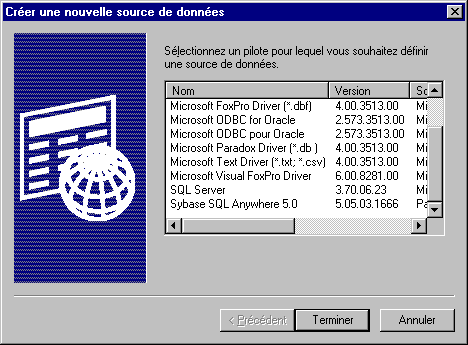 Créer une nouvelle source de données
Sélectionnez un pilote pour lequel vous souhaitez définir
une source de données.
Nom Version
Microsoft FoxPro Driver (*.dbf) 4.00.3513.00 Mi
Microsoft ODBC for Oracle 2.573.3513.00 Mi
Microsoft ODBC pour Oracle 2.573.3513.00 Mi
Microsoft Paradox Driver (*.db ) 4.00.3513.00 Mi
Microsoft Text Driver (*.txt; *.csv) 4.00.3513.00 Mi
Microsoft Visual FoxPro Driver 6.00.8281.00 Mi
SQL Server 3.70.06.23 Mi
Sybase SQL Anywhere 5.0 5.05.03.1666 Pa
< Précédent Terminer Annuler